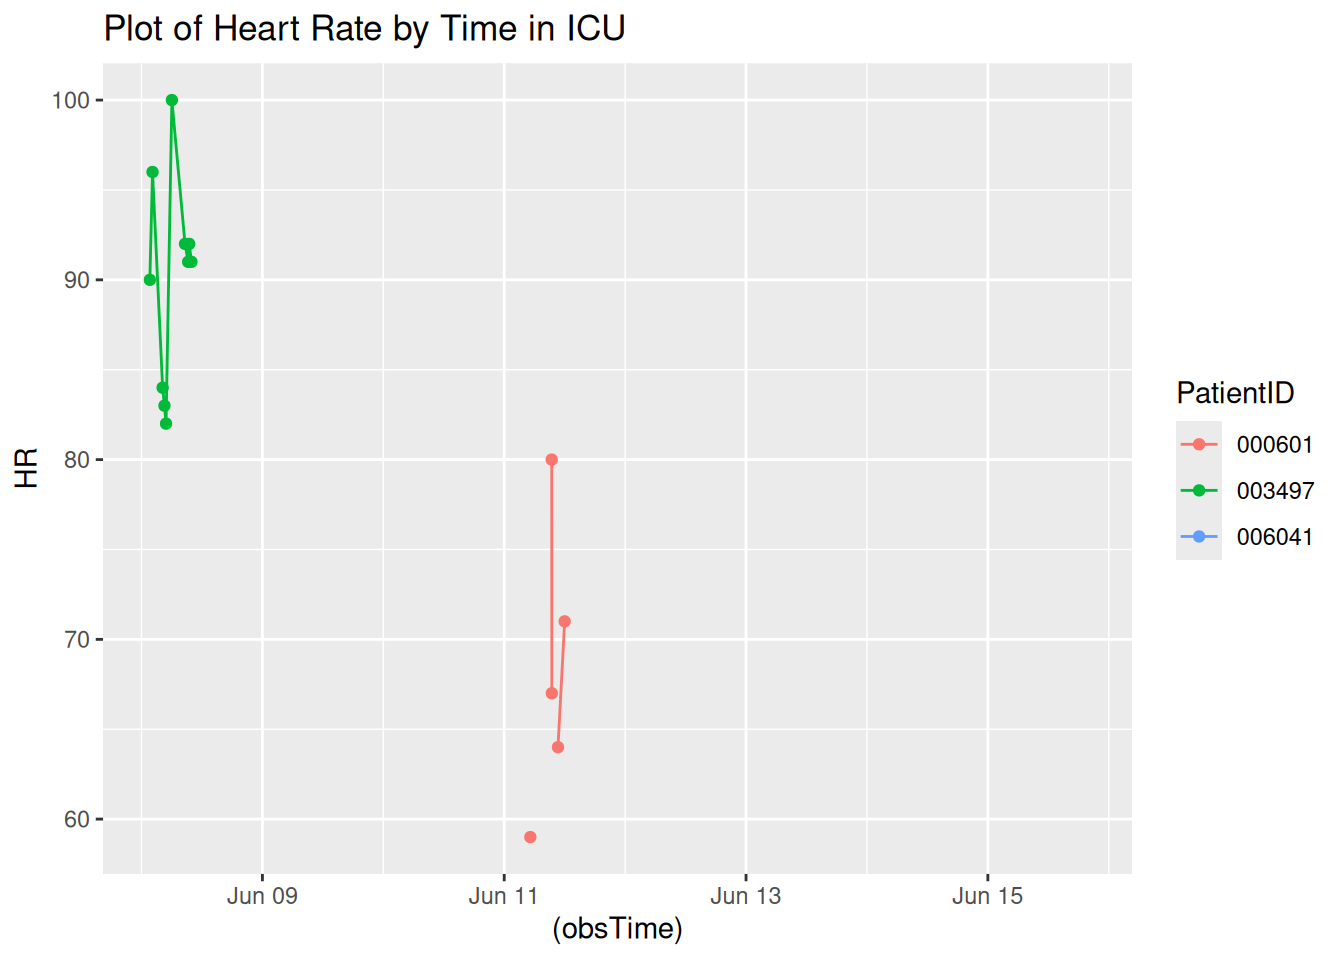 Plot of Heart Rate by Time in ICU
100
90
80
70
60
HR
Jun 09
Jun 11
Jun 13
Jun 15
(obsTime)
PatientID
000601
003497
006041